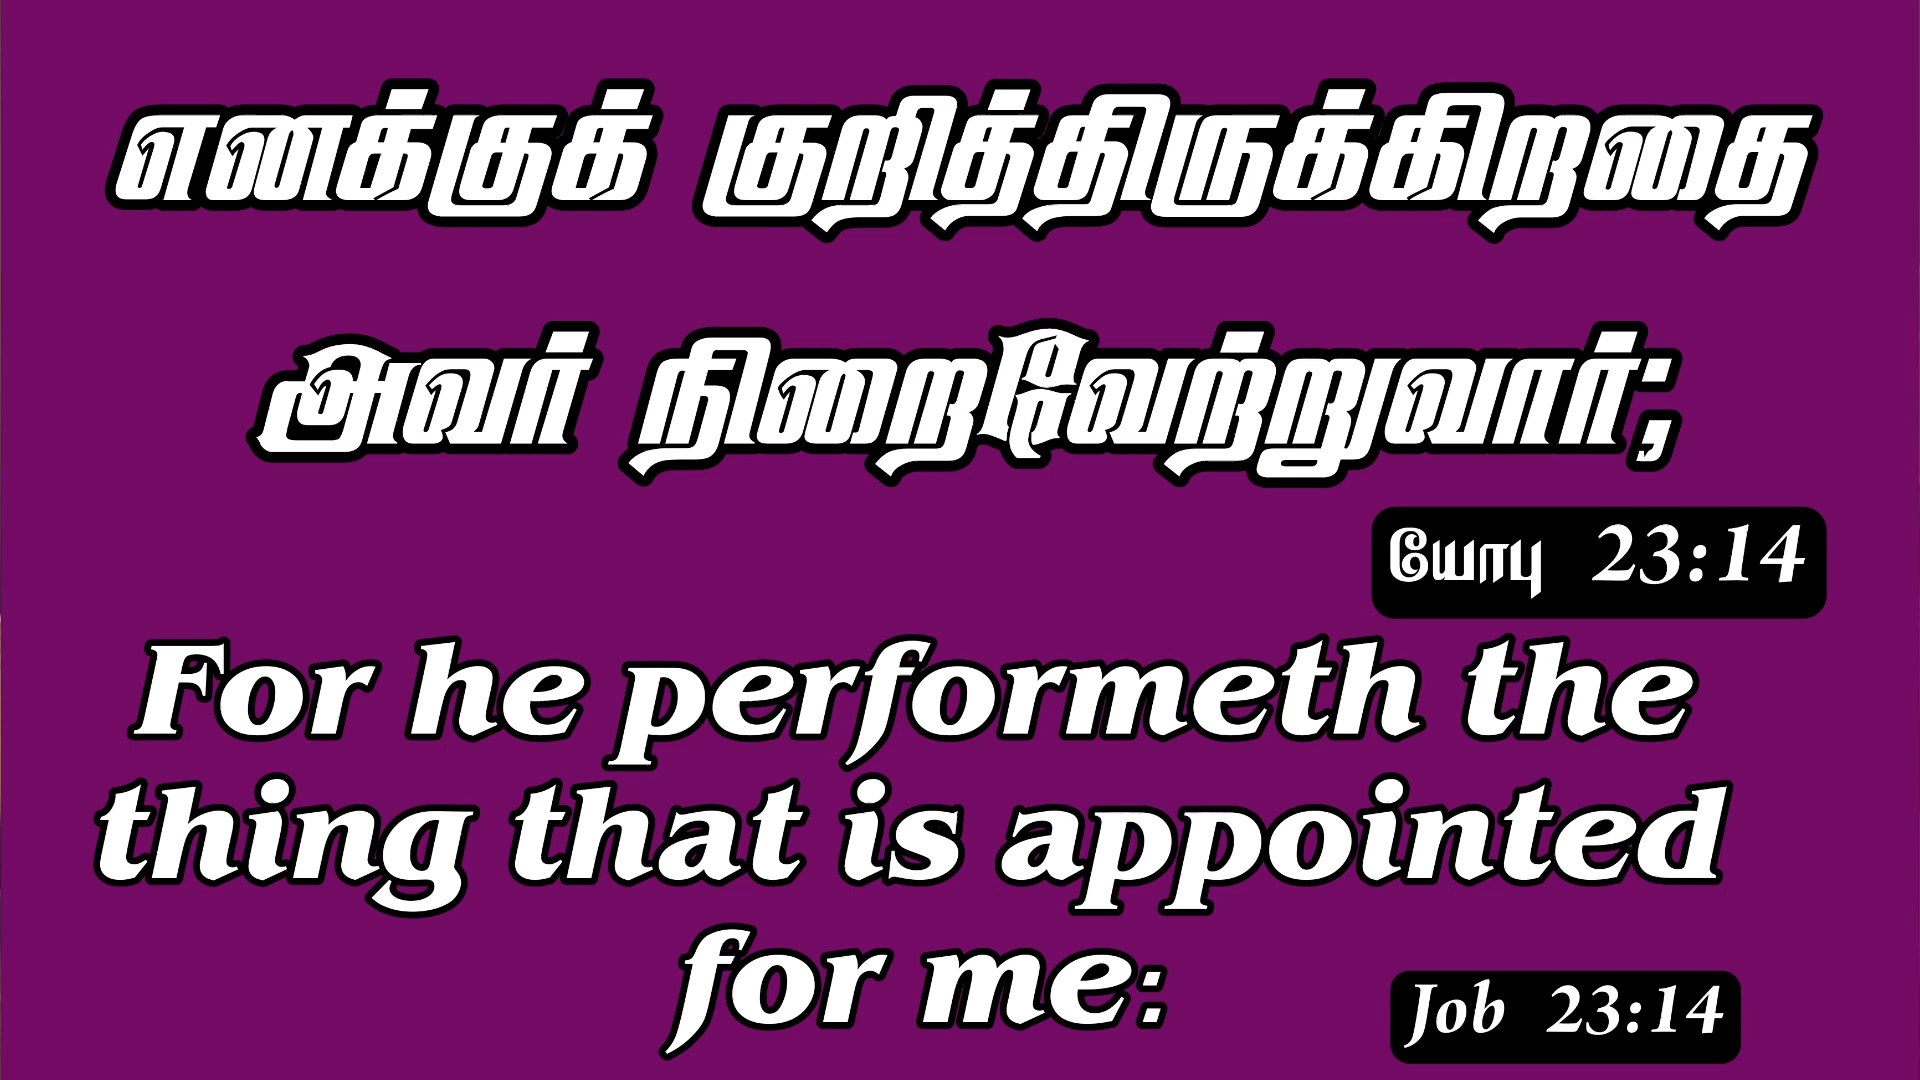 எனக்குக் குறித்திருக்கிறதை
அவர் நிறைவேற்றுவார்;
யோபு 23:14
For he performeth the
thing that is appointed
for me:
Job 23:14